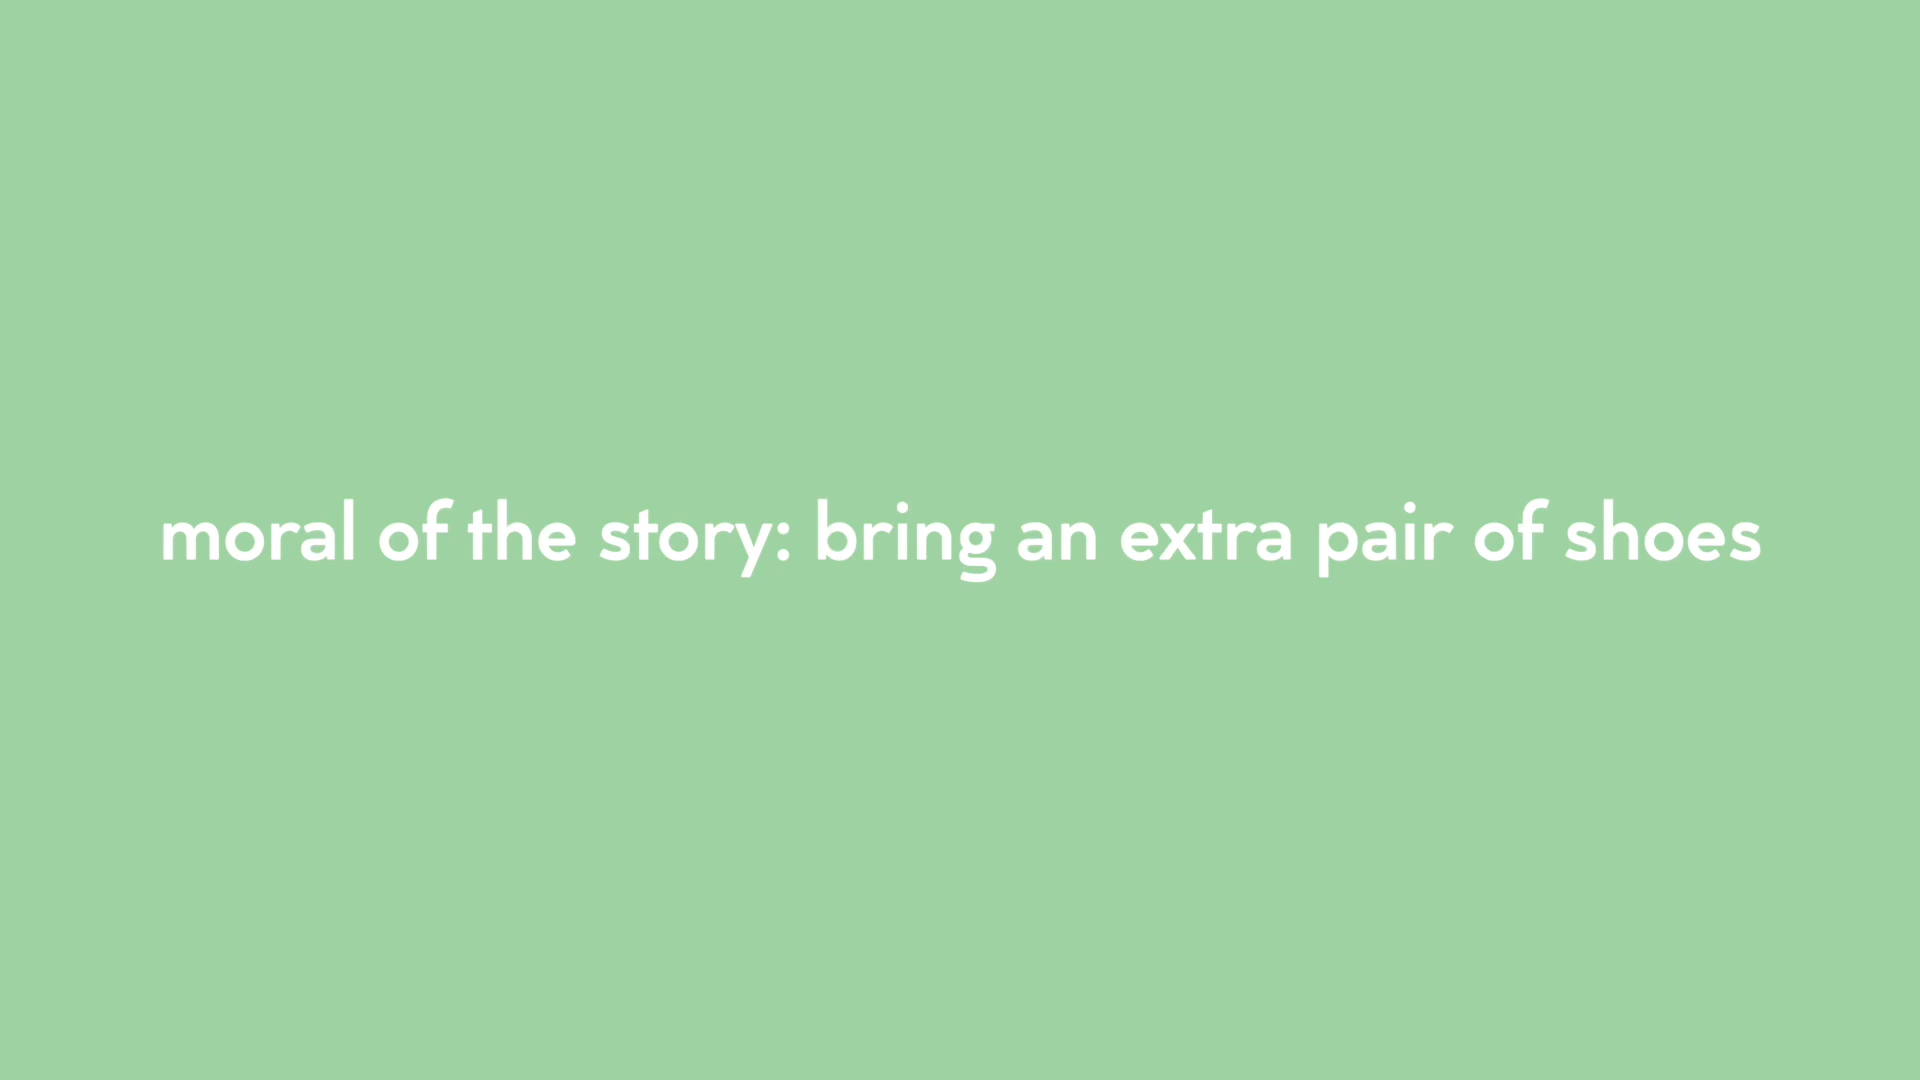 moral of the story: bring an extra pair of shoes